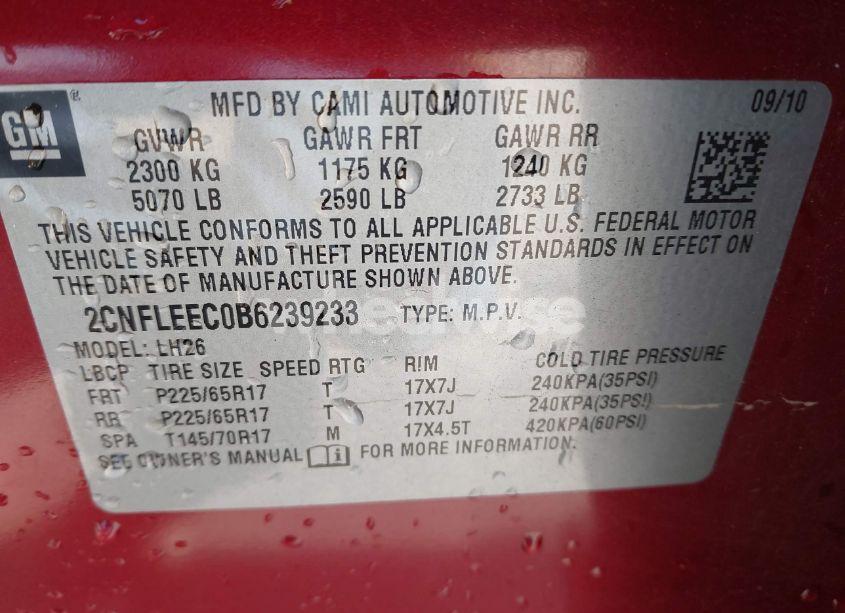 GM ®
MFD BY CAMI AUTOMOTIVE INC. 09/10
GVWR GAWR FRT GAWR RR
2300 KG 1175 KG 1240 KG
5070 LB 2590 LB 2733 LB
THIS VEHICLE CONFORMS TO ALL APPLICABLE U.S. FEDERAL MOTOR
VEHICLE SAFETY AND THEFT PREVENTION STANDARDS IN EFFECT ON
THE DATE OF MANUFACTURE SHOWN ABOVE.
2CNFLEEC0B6239233 TYPE: M.P.V.
MODEL: LH26
LBCP TIRE SIZE SPEED RTG RIM COLD TIRE PRESSURE
FRT P225/65R17 T 17X7J 240KPA(35PSI)
RR P225/65R17 T 17X7J 240KPA(35PSI)
SPA T145/70R17 M 17X4.5T 420KPA(60PSI)
SEE OWNER'S MANUAL i FOR MORE INFORMATION.